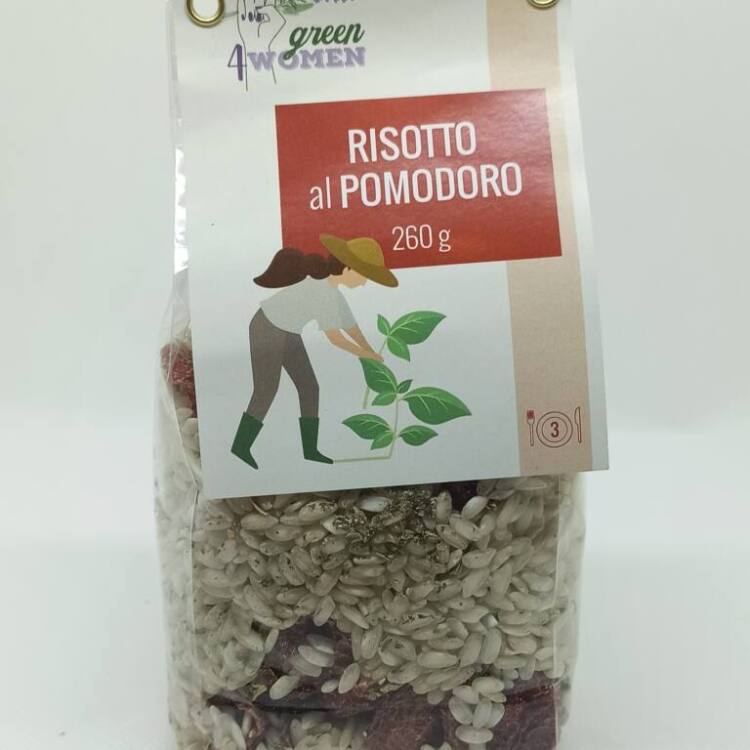 green
4WOMEN
RISOTTO
al POMODORO
260 g
3